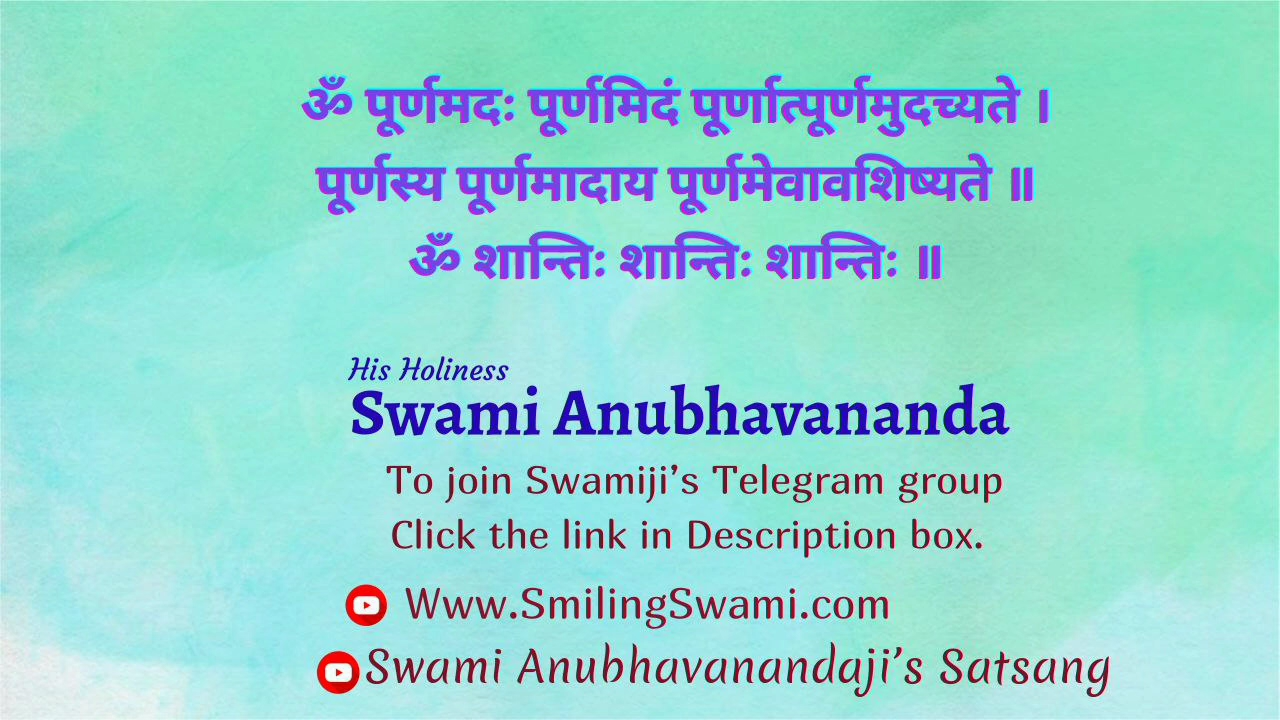 ॐ पूर्णमदः पूर्णमिदं पूर्णात्पूर्णमुदच्यते ।
पूर्णस्य पूर्णमादाय पूर्णमेवावशिष्यते ॥
ॐ शान्तिः शान्तिः शान्तिः ॥
His Holiness
Swami Anubhavananda
To join Swamiji’s Telegram group
Click the link in Description box.
Www.SmilingSwami.com
Swami Anubhavanandaji’s Satsang